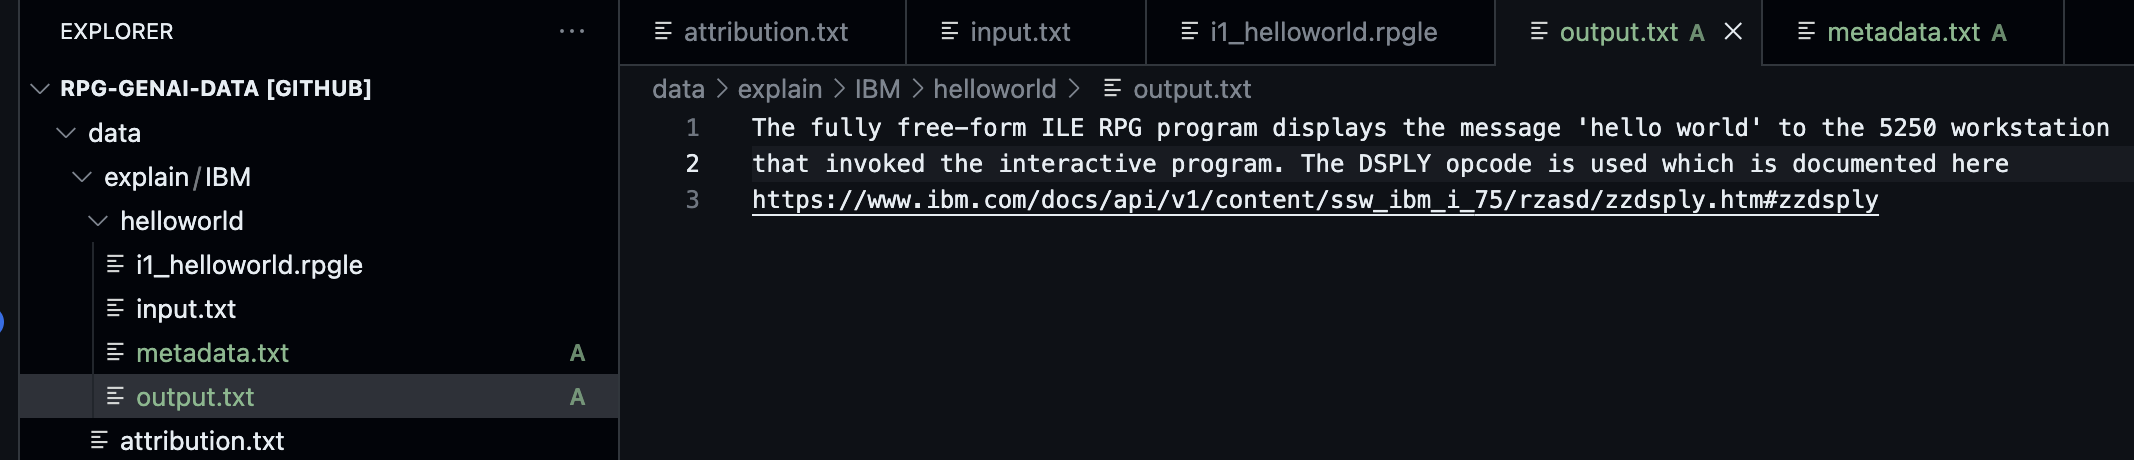 EXPLORER
...
RPG-GENAI-DATA [GITHUB]
data
explain/IBM
helloworld
i1_helloworld.rpgle
input.txt
metadata.txt A
output.txt A
attribution.txt
attribution.txt input.txt i1_helloworld.rpgle output.txt A metadata.txt A
data > explain > IBM > helloworld > output.txt
1 The fully free-form ILE RPG program displays the message 'hello world' to the 5250 workstation
2 that invoked the interactive program. The DSPLY opcode is used which is documented here
3 https://www.ibm.com/docs/api/v1/content/ssw_ibm_i_75/rzasd/zzdsply.htm#zzdsply